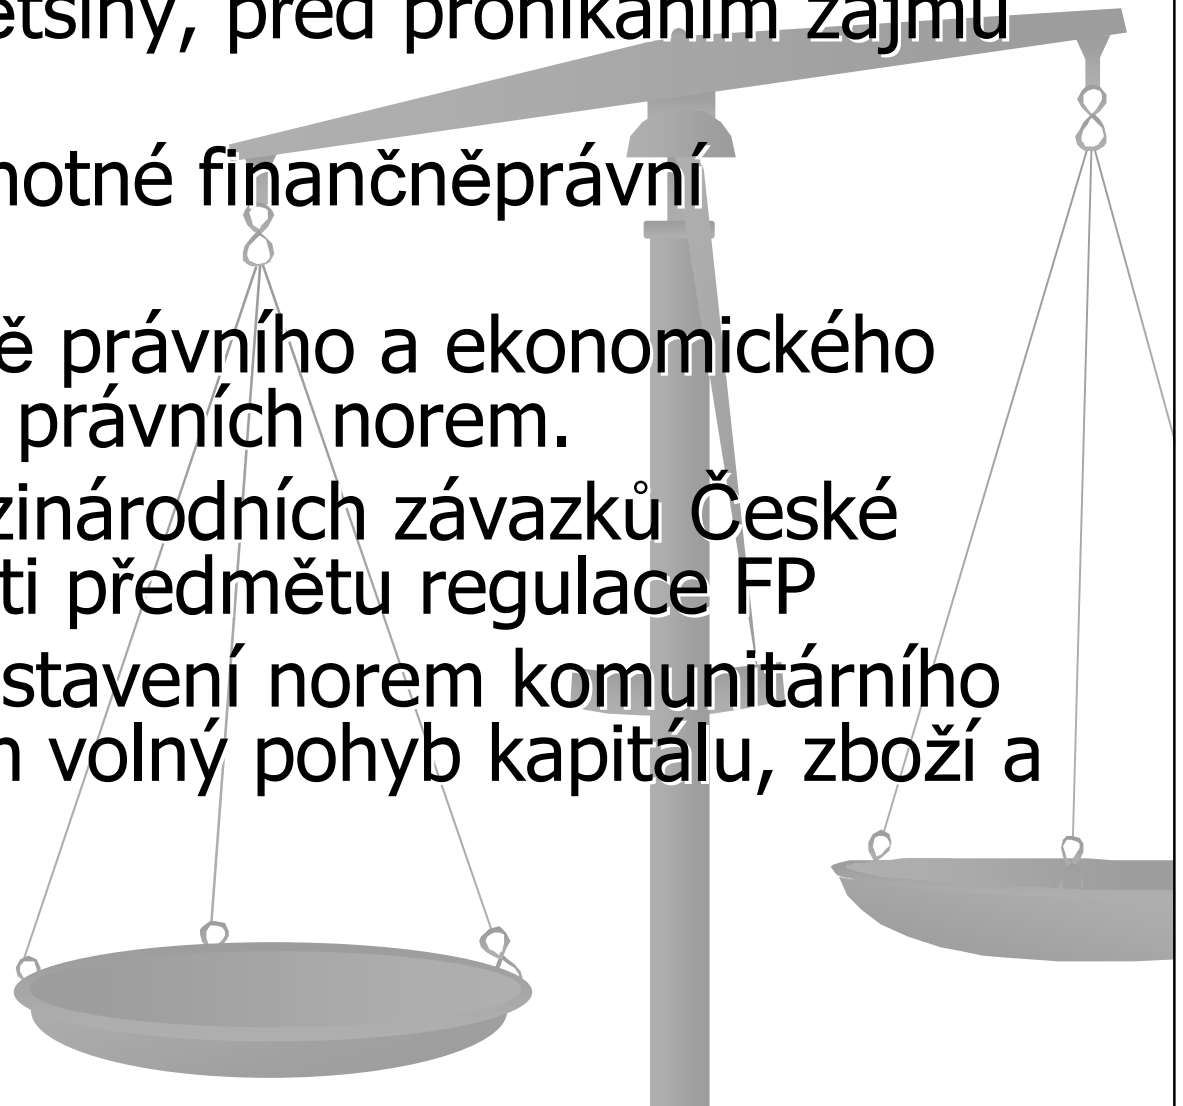 ětšiny, před pronikáním zájmů
motné finančněprávní
ě právního a ekonomického
právních norem.
zinárodních závazků České
ti předmětu regulace FP
stavení norem komunitárního
volný pohyb kapitálu, zboží a